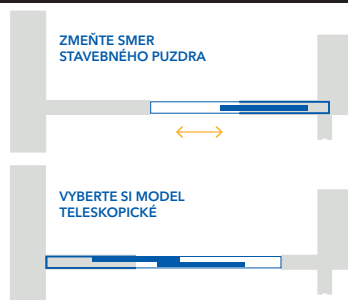 ZMEŇTE SMER
STAVEBNÉHO PUZDRA
VYBERTE SI MODEL
TELESKOPICKÉ